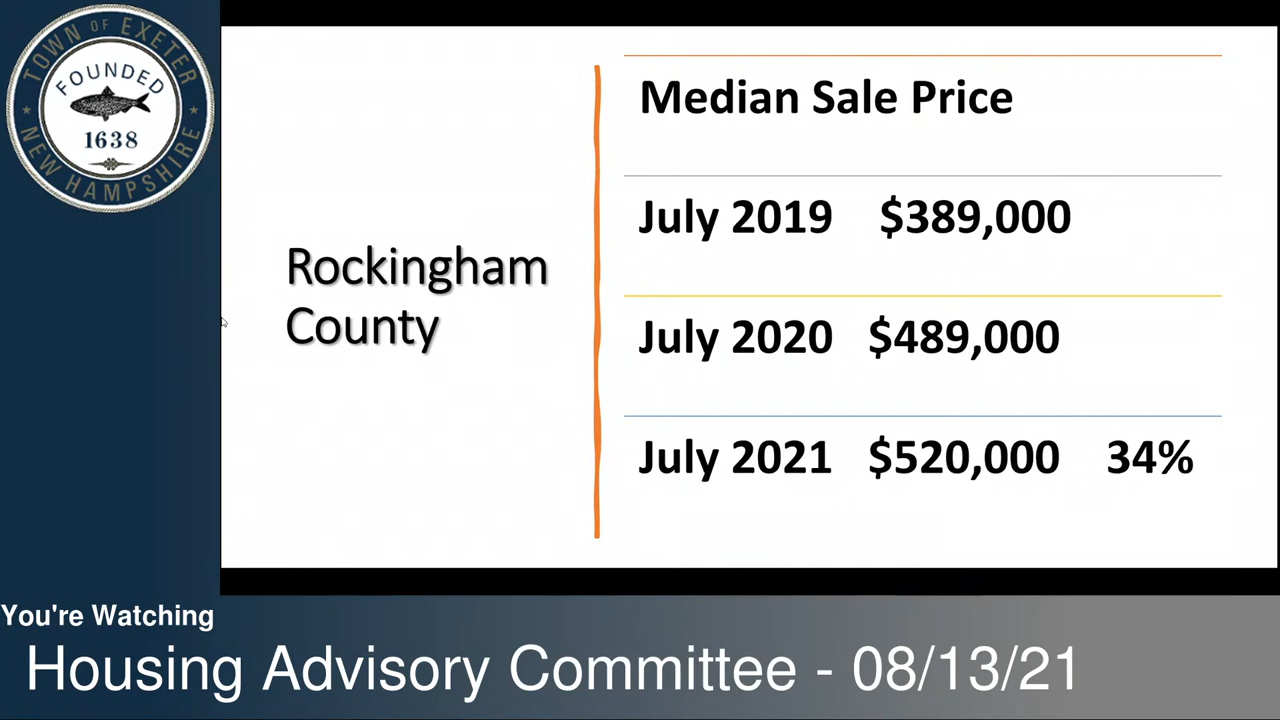 TOWN OF EXETER
FOUNDED
1638
NEW HAMPSHIRE
Rockingham
County
Median Sale Price
July 2019 $389,000
July 2020 $489,000
July 2021 $520,000 34%
You're Watching
Housing Advisory Committee - 08/13/21